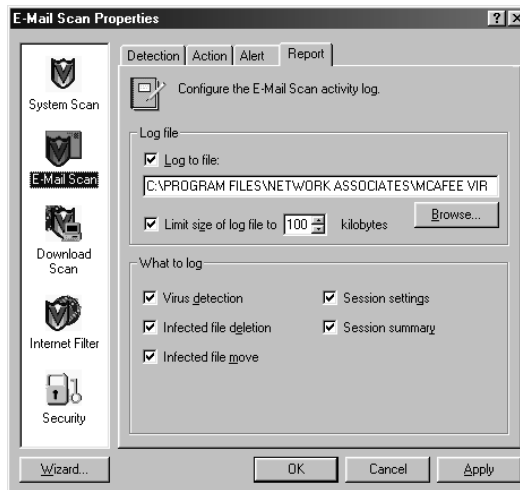 E-Mail Scan Properties
System Scan
E-Mail Scan
Download
Scan
Internet Filter
Security
Detection
Action
Alert
Report
Configure the E-Mail Scan activity log.
Log file
Log to file:
C:\PROGRAM FILES\NETWORK ASSOCIATES\MCAFEE VIR
Limit size of log file to 100 kilobytes
Browse...
What to log
Virus detection
Session settings
Infected file deletion
Session summary
Infected file move
Wizard...
OK
Cancel
Apply